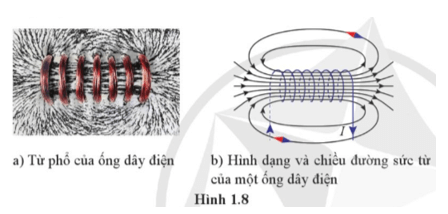 I
a) Từ phổ của ống dây điện
b) Hình dạng và chiều đường sức từ
của một ống dây điện
Hình 1.8